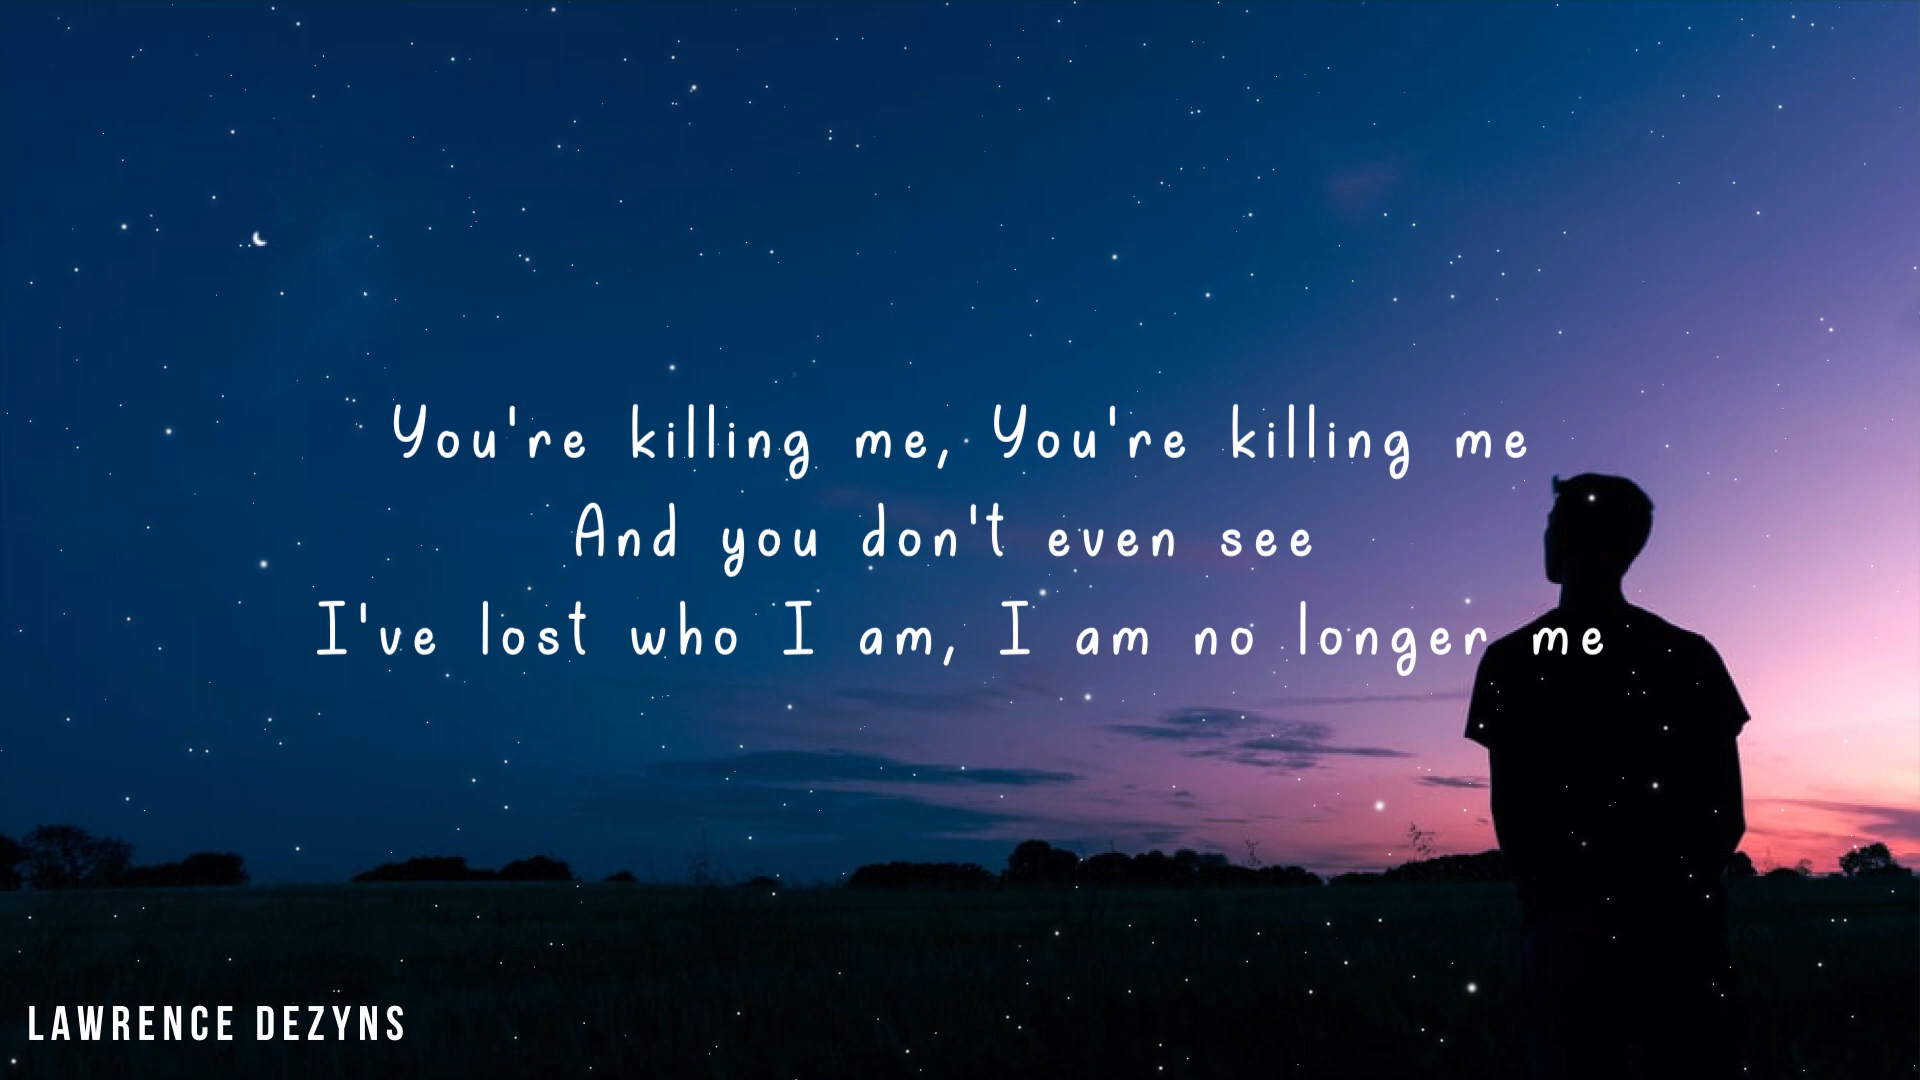 You're killing me, You're killing me
And you don't even see
I've lost who I am, I am no longer me
LAWRENCE DEZYNS